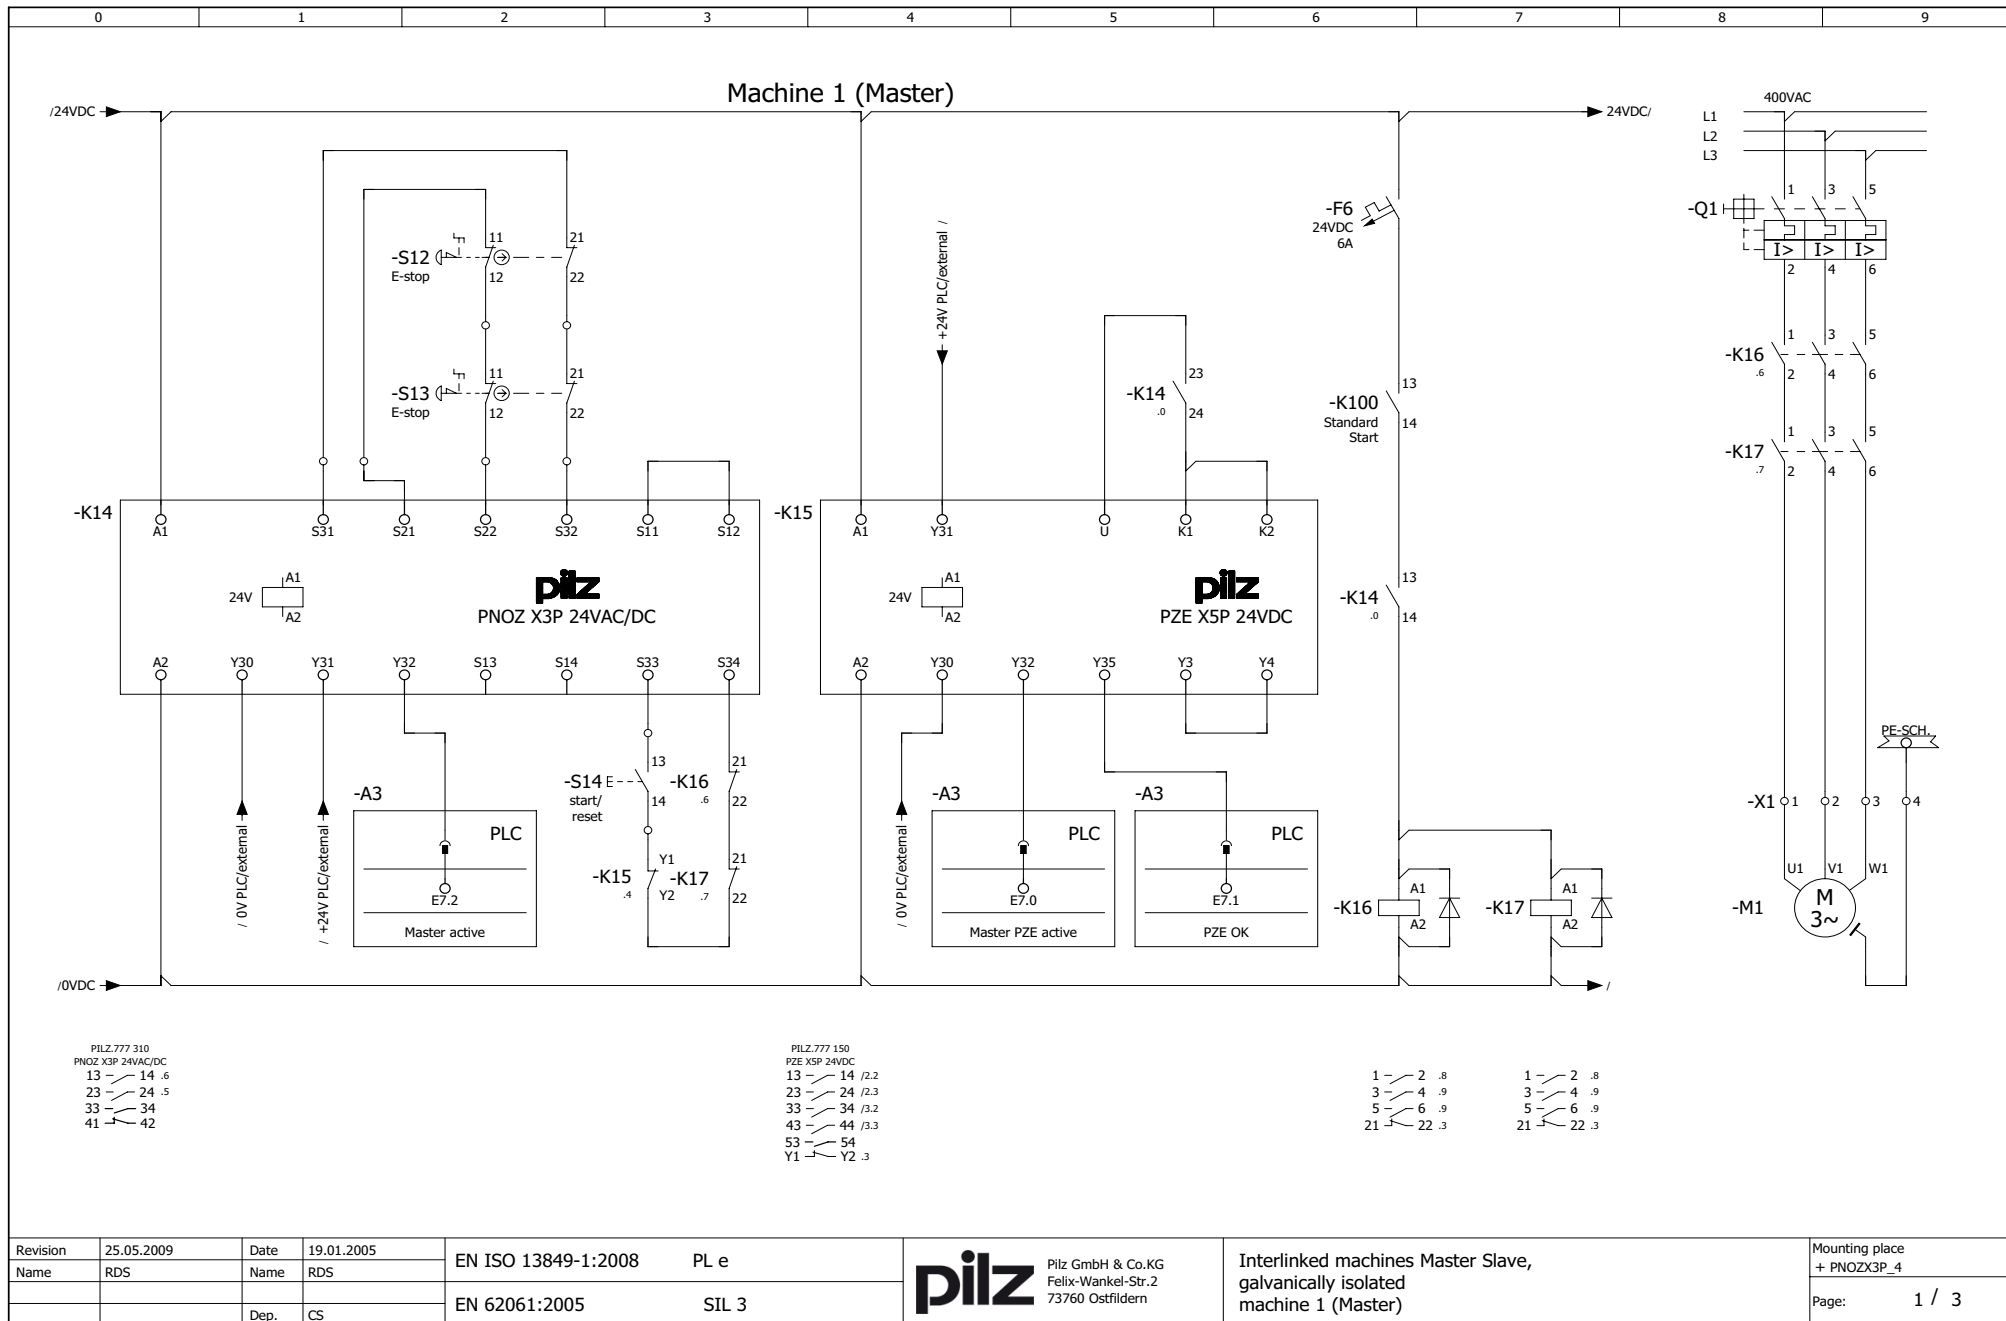 0 1 2 3 4 5 6 7 8 9
Machine 1 (Master)
/24VDC
24VDC/
400VAC
L1
L2
L3
-S12
E-stop
11
12
21
22
-S13
E-stop
11
12
21
22
+24V PLC/external /
-K14
.0
23
24
-F6
24VDC
6A
-K100
Standard
Start
13
14
-K14
.0
13
14
-Q1
1 3 5
I> I> I>
2 4 6
-K16
.6
1 3 5
2 4 6
-K17
.7
1 3 5
2 4 6
-K14
A1 S31 S21 S22 S32 S11 S12
24V
A1
A2
pilz
PNOZ X3P 24VAC/DC
A2 Y30 Y31 Y32 S13 S14 S33 S34
-K15
A1 Y31 U K1 K2
24V
A1
A2
pilz
PZE X5P 24VDC
A2 Y30 Y32 Y35 Y3 Y4
/ 0V PLC/external
/ +24V PLC/external
-A3
PLC
E7.2
Master active
-S14
start/
reset
13
14
-K16
.6
21
22
-K15
.4
Y1
Y2
-K17
.7
21
22
/ 0V PLC/external
-A3
PLC
E7.0
Master PZE active
-A3
PLC
E7.1
PZE OK
-K16
A1
A2
-K17
A1
A2
PE-SCH.
-X1 1 2 3 4
U1 V1 W1
-M1
M
3~
/0VDC
/
PILZ.777 310
PNOZ X3P 24VAC/DC
13 14 .6
23 24 .5
33 34
41 42
PILZ.777 150
PZE X5P 24VDC
13 14 /2.2
23 24 /2.3
33 34 /3.2
43 44 /3.3
53 54
Y1 Y2 .3
1 2 .8
3 4 .9
5 6 .9
21 22 .3
1 2 .8
3 4 .9
5 6 .9
21 22 .3
Revision 25.05.2009 Date 19.01.2005
Name RDS Name RDS
Dep. CS
EN ISO 13849-1:2008 PL e
EN 62061:2005 SIL 3
pilz
Pilz GmbH & Co.KG
Felix-Wankel-Str.2
73760 Ostfildern
Interlinked machines Master Slave,
galvanically isolated
machine 1 (Master)
Mounting place
+ PNOZX3P_4
Page: 1 / 3